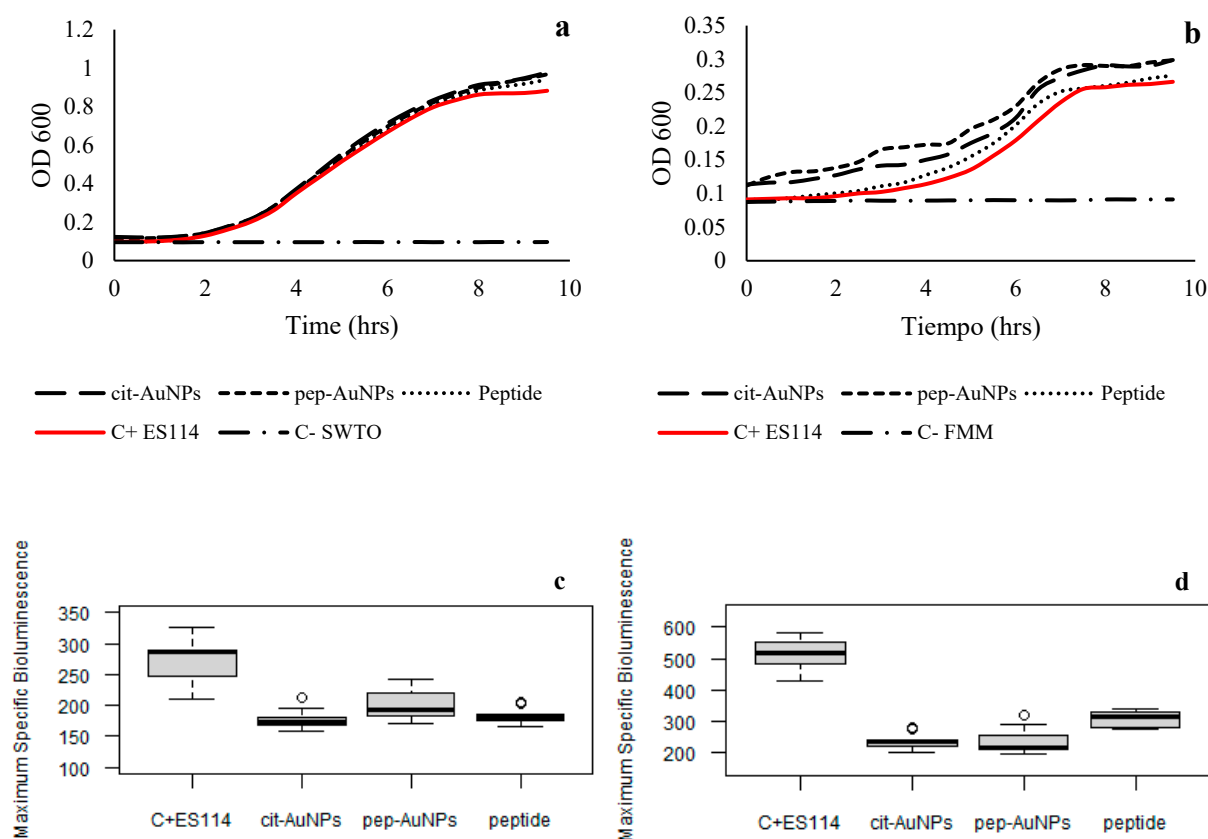 a
1.2
1
0.8
0.6
0.4
0.2
0
OD 600
0 2 4 6 8 10
Time (hrs)
cit-AuNPs pep-AuNPs Peptide
C+ ES114 C- SWTO
b
0.35
0.3
0.25
0.2
0.15
0.1
0.05
0
OD 600
0 2 4 6 8 10
Tiempo (hrs)
cit-AuNPs pep-AuNPs Peptide
C+ ES114 C- FMM
c
Maximum Specific Bioluminescence
350
300
250
200
150
100
C+ES114 cit-AuNPs pep-AuNPs peptide
d
Maximum Specific Bioluminescence
600
500
400
300
200
C+ES114 cit-AuNPs pep-AuNPs peptide